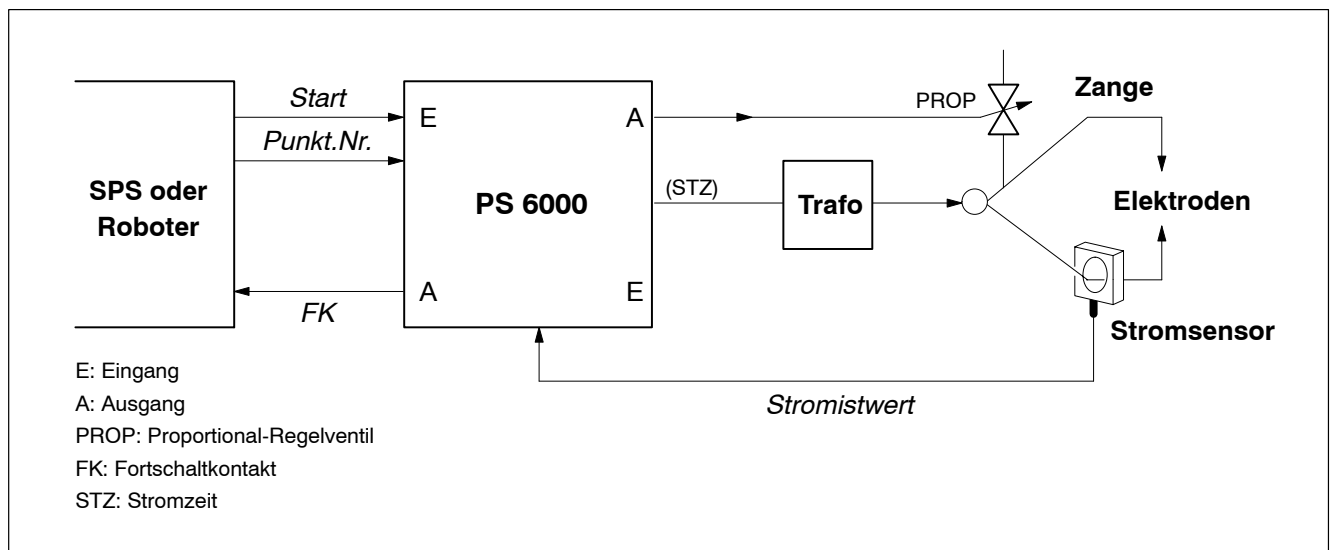 Start
Punkt.Nr.
SPS oder
Roboter
FK
E
A
PS 6000
A
E
(STZ)
PROP
Trafo
Zange
Elektroden
Stromsensor
Stromistwert
E: Eingang
A: Ausgang
PROP: Proportional-Regelventil
FK: Fortschaltkontakt
STZ: Stromzeit